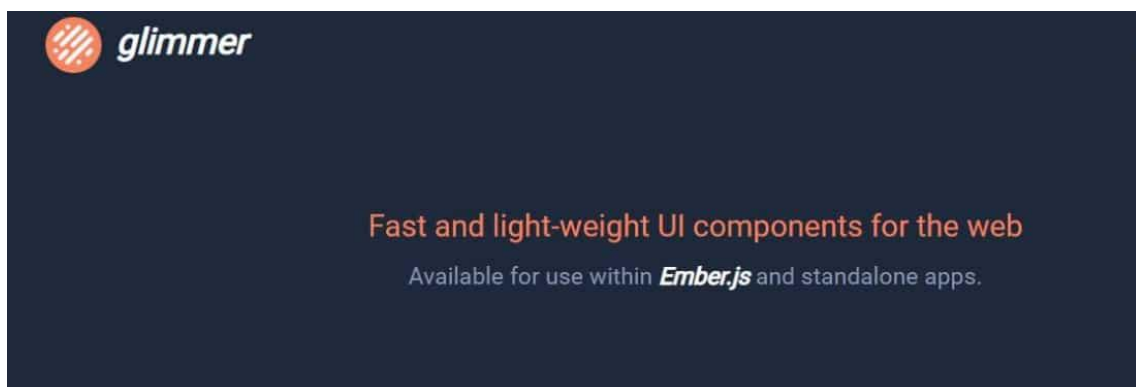 glimmer
Fast and light-weight UI components for the web
Available for use within Ember.js and standalone apps.